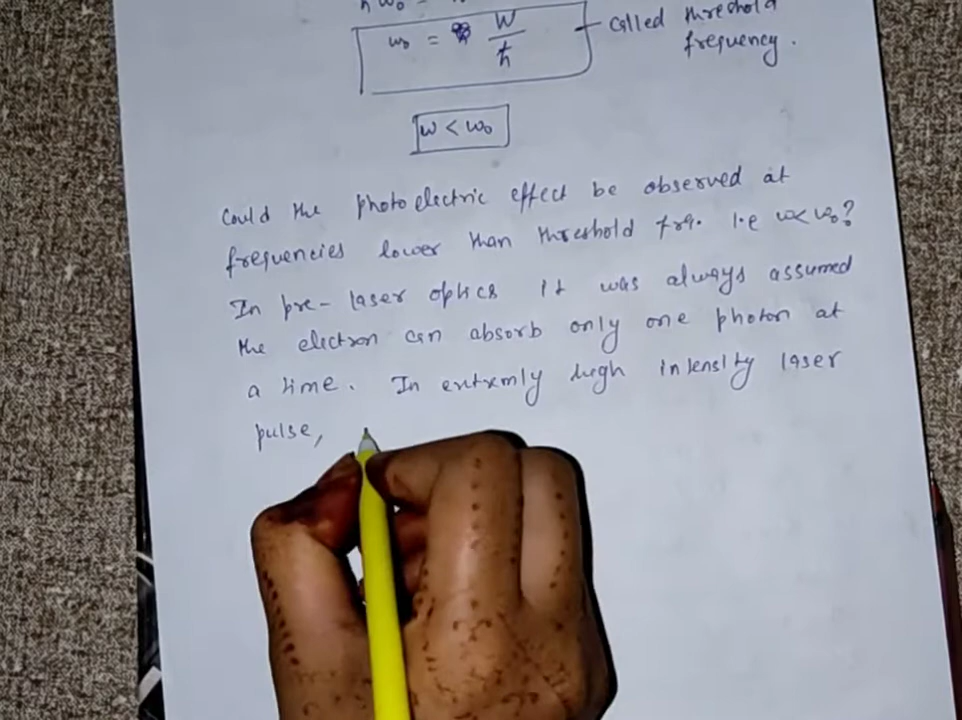 ħ ω₀ =
ω₀ = W / ħ called threshold
frequency.
ω < ω₀
Could the photoelectric effect be observed at
frequencies lower than threshold frq. i.e ω<ω₀?
In pre-laser optics it was always assumed
the electron can absorb only one photon at
a time. In extremly high intensity laser
pulse,